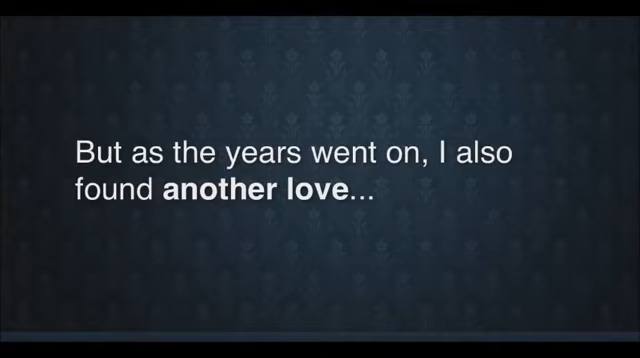 But as the years went on, I also
found another love...